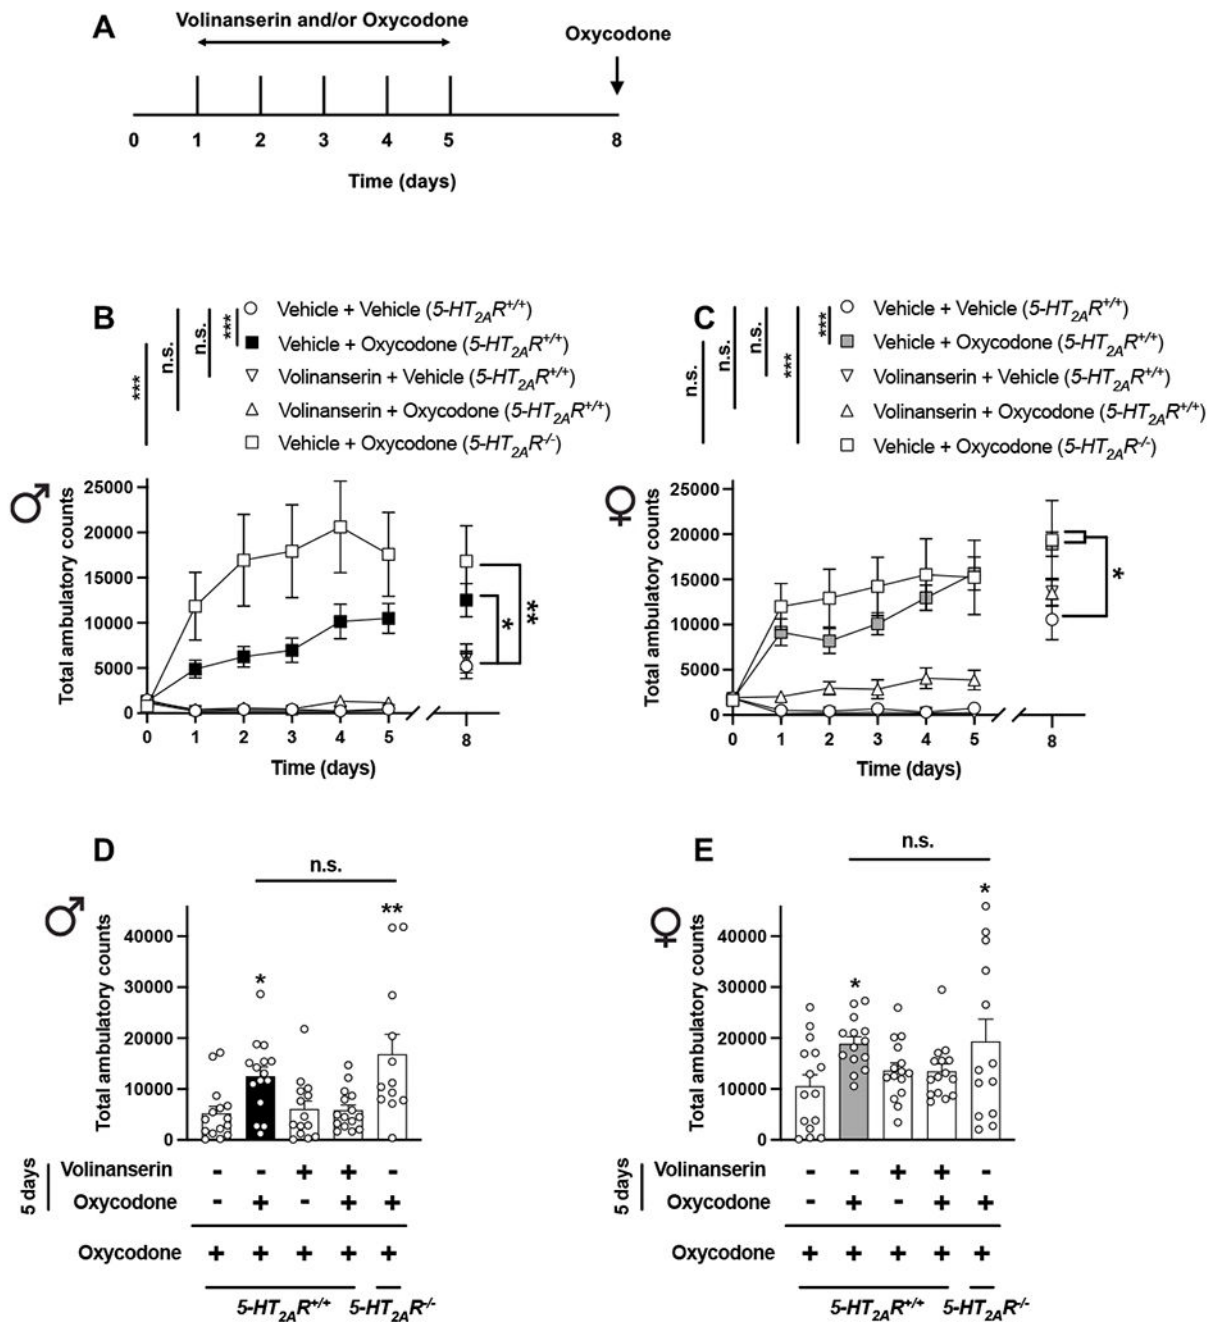 A
Volinanserin and/or Oxycodone
Oxycodone
0 1 2 3 4 5 8
Time (days)
B
***
n.s.
n.s.
***
Vehicle + Vehicle (5-HT2AR+/+)
Vehicle + Oxycodone (5-HT2AR+/+)
Volinanserin + Vehicle (5-HT2AR+/+)
Volinanserin + Oxycodone (5-HT2AR+/+)
Vehicle + Oxycodone (5-HT2AR-/-)
♂
Total ambulatory counts
25000
20000
15000
10000
5000
0
*
**
0 1 2 3 4 5 8
Time (days)
C
n.s.
n.s.
n.s.
***
***
Vehicle + Vehicle (5-HT2AR+/+)
Vehicle + Oxycodone (5-HT2AR+/+)
Volinanserin + Vehicle (5-HT2AR+/+)
Volinanserin + Oxycodone (5-HT2AR+/+)
Vehicle + Oxycodone (5-HT2AR-/-)
♀
Total ambulatory counts
25000
20000
15000
10000
5000
0
*
0 1 2 3 4 5 8
Time (days)
D
n.s.
♂
Total ambulatory counts
40000
30000
20000
10000
0
*
**
5 days
Volinanserin - - + + -
Oxycodone - + - + +
Oxycodone + + + + +
5-HT2AR+/+ 5-HT2AR-/-
E
n.s.
♀
Total ambulatory counts
40000
30000
20000
10000
0
*
*
5 days
Volinanserin - - + + -
Oxycodone - + - + +
Oxycodone + + + + +
5-HT2AR+/+ 5-HT2AR-/-